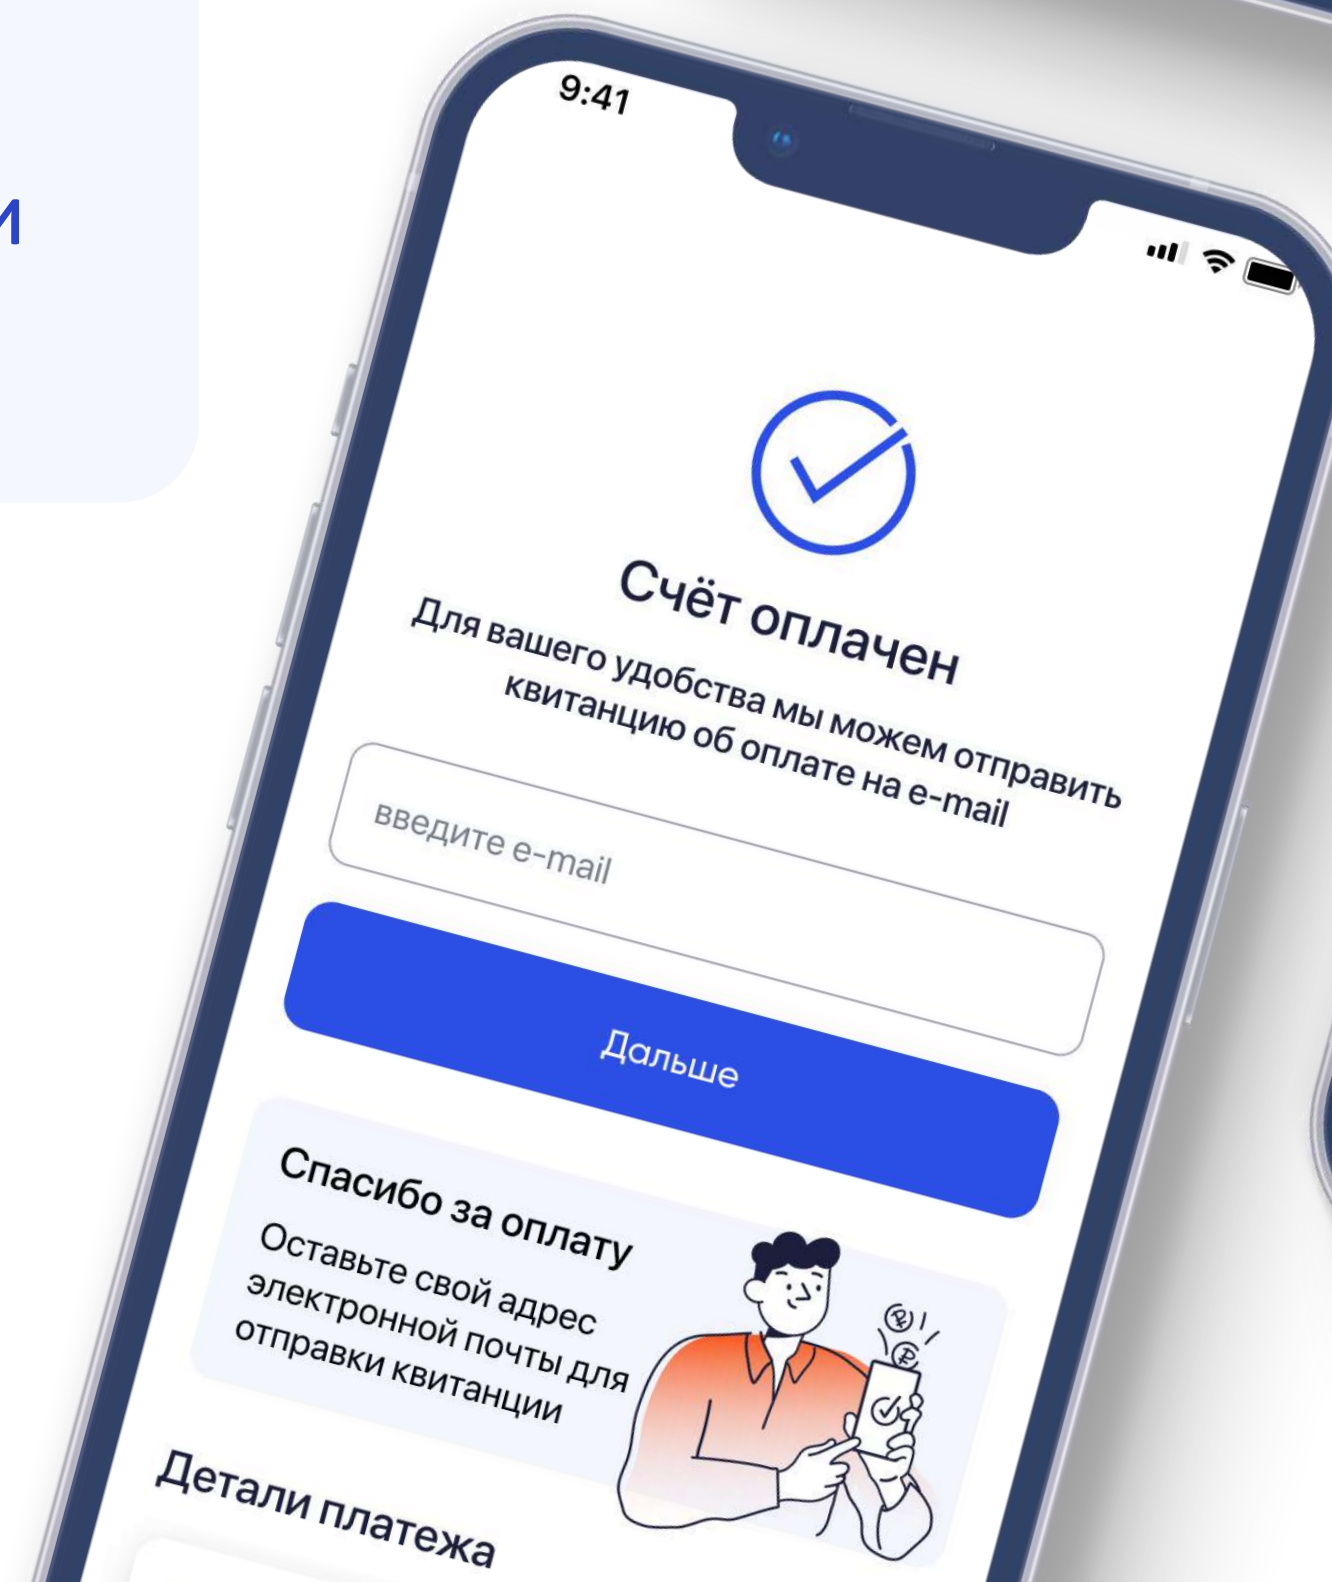 и
9:41
Счёт оплачен
Для вашего удобства мы можем отправить
квитанцию об оплате на e-mail
введите e-mail
Дальше
Спасибо за оплату
Оставьте свой адрес
электронной почты для
отправки квитанции
Детали платежа